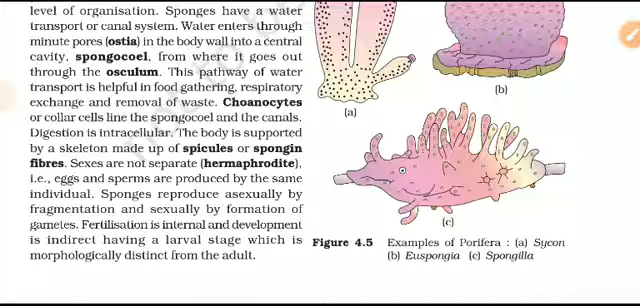 level of organisation. Sponges have a water
transport or canal system. Water enters through
minute pores (ostia) in the body wall into a central
cavity, spongocoel, from where it goes out
through the osculum. This pathway of water
transport is helpful in food gathering, respiratory
exchange and removal of waste. Choanocytes
or collar cells line the spongocoel and the canals.
Digestion is intracellular. The body is supported
by a skeleton made up of spicules or spongin
fibres. Sexes are not separate (hermaphrodite),
i.e., eggs and sperms are produced by the same
individual. Sponges reproduce asexually by
fragmentation and sexually by formation of
gametes. Fertilisation is internal and development
is indirect having a larval stage which is
morphologically distinct from the adult.
(a)
(b)
(c)
Figure 4.5 Examples of Porifera : (a) Sycon
(b) Euspongia (c) Spongilla